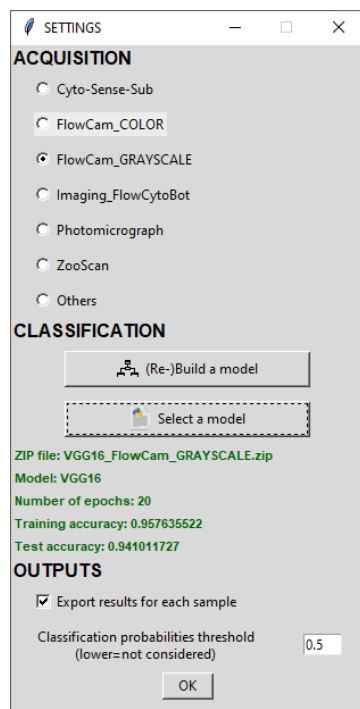 SETTINGS
ACQUISITION
Cyto-Sense-Sub
FlowCam_COLOR
FlowCam_GRAYSCALE
Imaging_FlowCytoBot
Photomicrograph
ZooScan
Others
CLASSIFICATION
(Re-)Build a model
Select a model
ZIP file: VGG16_FlowCam_GRAYSCALE.zip
Model: VGG16
Number of epochs: 20
Training accuracy: 0.957635522
Test accuracy: 0.941011727
OUTPUTS
Export results for each sample
Classification probabilities threshold
(lower=not considered)
0.5
OK